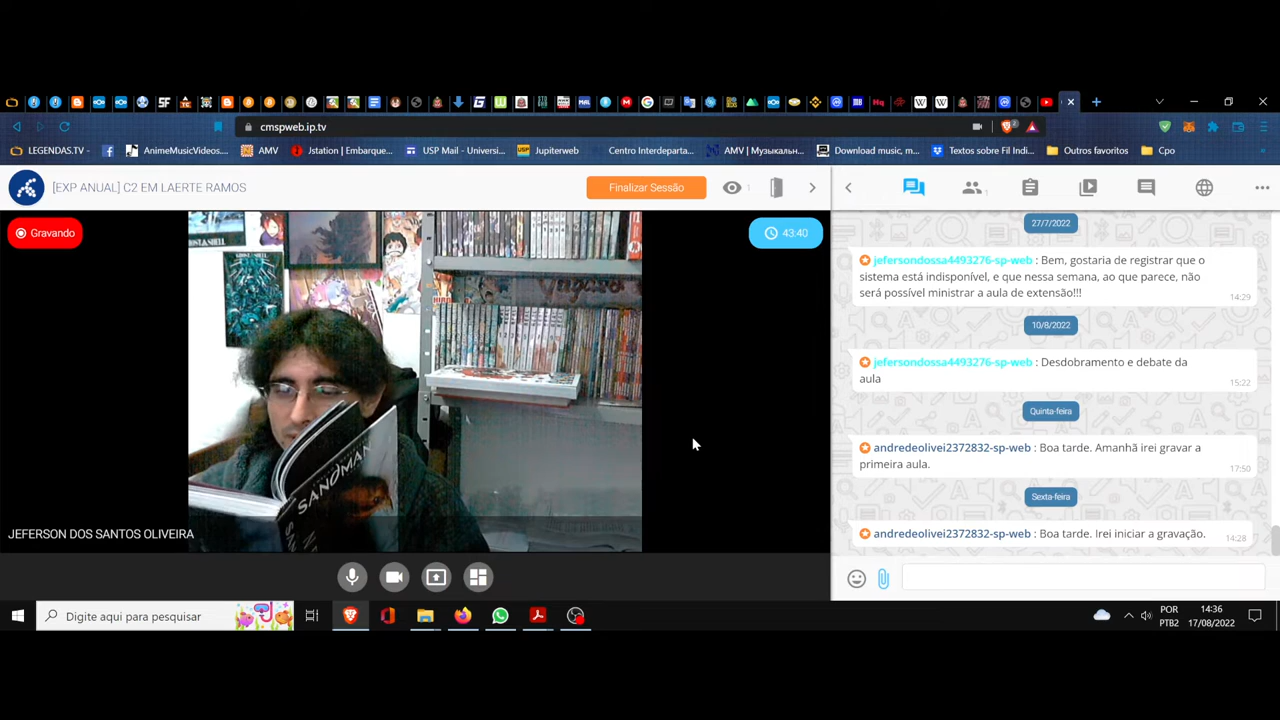 cmspweb.ip.tv
2
LEGENDAS.TV -
AnimeMusicVideos...
AMV
Jstation | Embarque...
USP Mail - Universi...
USP
Jupiterweb
Centro Interdeparta...
AMV | Музыкальн...
Download music, m...
Textos sobre Fil Indi...
Outros favoritos
Cpo
[EXP ANUAL] C2 EM LAERTE RAMOS
Finalizar Sessão
1
1
Gravando
43:40
SANDMAN
JEFERSON DOS SANTOS OLIVEIRA
27/7/2022
jefersondossa4493276-sp-web : Bem, gostaria de registrar que o
sistema está indisponível, e que nessa semana, ao que parece, não
será possível ministrar a aula de extensão!!!
14:29
10/8/2022
jefersondossa4493276-sp-web : Desdobramento e debate da
aula
15:22
Quinta-feira
andredeolivei2372832-sp-web : Boa tarde. Amanhã irei gravar a
primeira aula.
17:50
Sexta-feira
andredeolivei2372832-sp-web : Boa tarde. Irei iniciar a gravação.
14:28
Digite aqui para pesquisar
POR
PTB2
14:36
17/08/2022